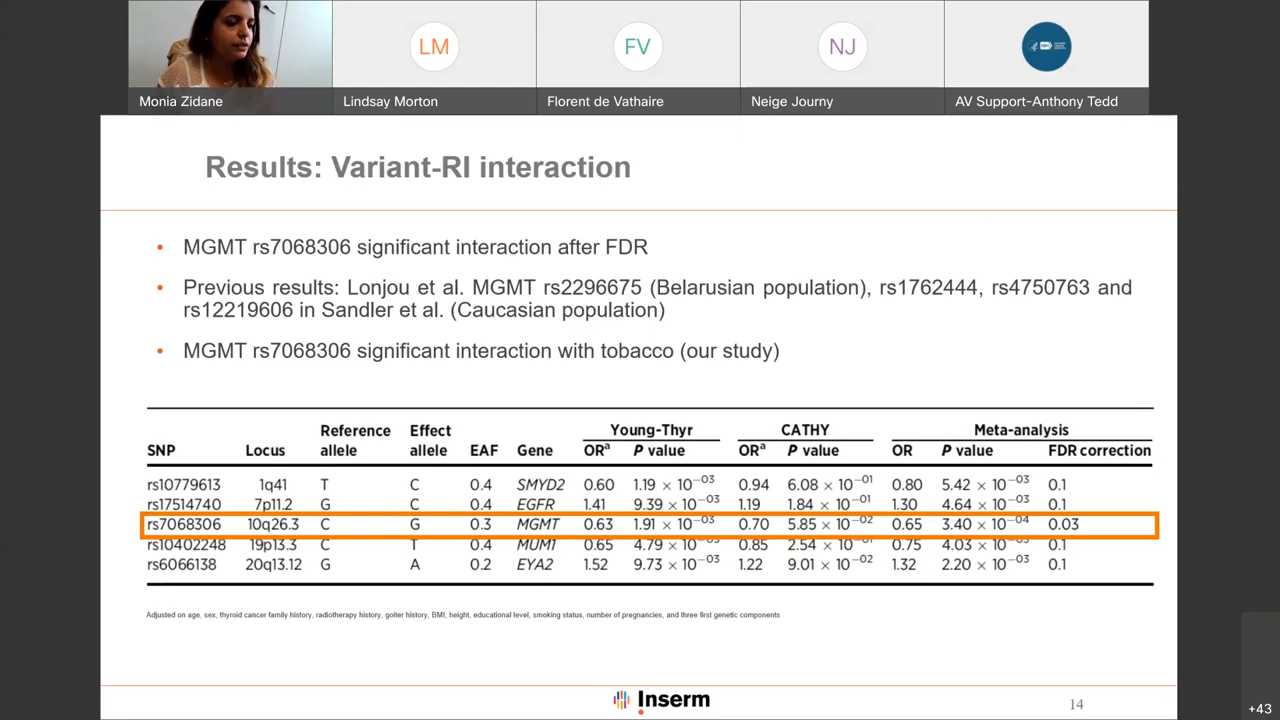 LM
FV
NJ
Monia Zidane
Lindsay Morton
Florent de Vathaire
Neige Journy
AV Support-Anthony Tedd
Results: Variant-RI interaction
• MGMT rs7068306 significant interaction after FDR
• Previous results: Lonjou et al. MGMT rs2296675 (Belarusian population), rs1762444, rs4750763 and
rs12219606 in Sandler et al. (Caucasian population)
• MGMT rs7068306 significant interaction with tobacco (our study)
Reference Effect Young-Thyr CATHY Meta-analysis
SNP Locus allele allele EAF Gene ORᵃ P value ORᵃ P value OR P value FDR correction
rs10779613 1q41 T C 0.4 SMYD2 0.60 1.19 × 10⁻⁰³ 0.94 6.08 × 10⁻⁰¹ 0.80 5.42 × 10⁻⁰³ 0.1
rs17514740 7p11.2 G C 0.4 EGFR 1.41 9.39 × 10⁻⁰³ 1.19 1.84 × 10⁻⁰¹ 1.30 4.64 × 10⁻⁰³ 0.1
rs7068306 10q26.3 C G 0.3 MGMT 0.63 1.91 × 10⁻⁰³ 0.70 5.85 × 10⁻⁰² 0.65 3.40 × 10⁻⁰⁴ 0.03
rs10402248 19p13.3 C T 0.4 MUM1 0.65 4.79 × 10⁻⁰³ 0.85 2.54 × 10⁻⁰¹ 0.75 4.03 × 10⁻⁰³ 0.1
rs6066138 20q13.12 G A 0.2 EYA2 1.52 9.73 × 10⁻⁰³ 1.22 9.01 × 10⁻⁰² 1.32 2.20 × 10⁻⁰³ 0.1
Adjusted on age, sex, thyroid cancer family history, radiotherapy history, goiter history, BMI, height, educational level, smoking status, number of pregnancies, and three first genetic components
Inserm
14
+43